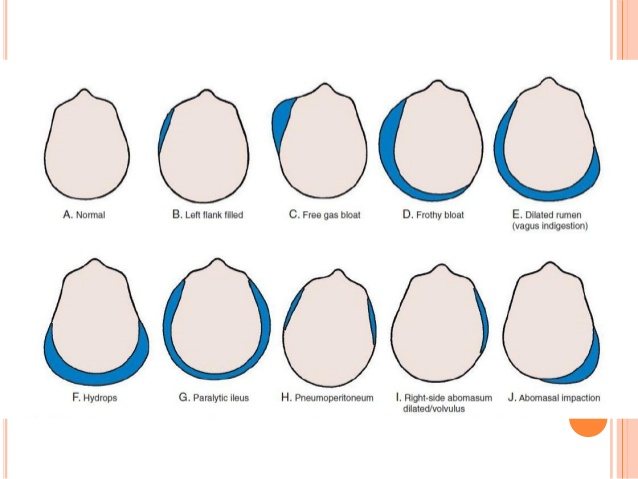 A. Normal
B. Left flank filled
C. Free gas bloat
D. Frothy bloat
E. Dilated rumen
(vagus indigestion)
F. Hydrops
G. Paralytic ileus
H. Pneumoperitoneum
I. Right-side abomasum
dilated/volvulus
J. Abomasal impaction